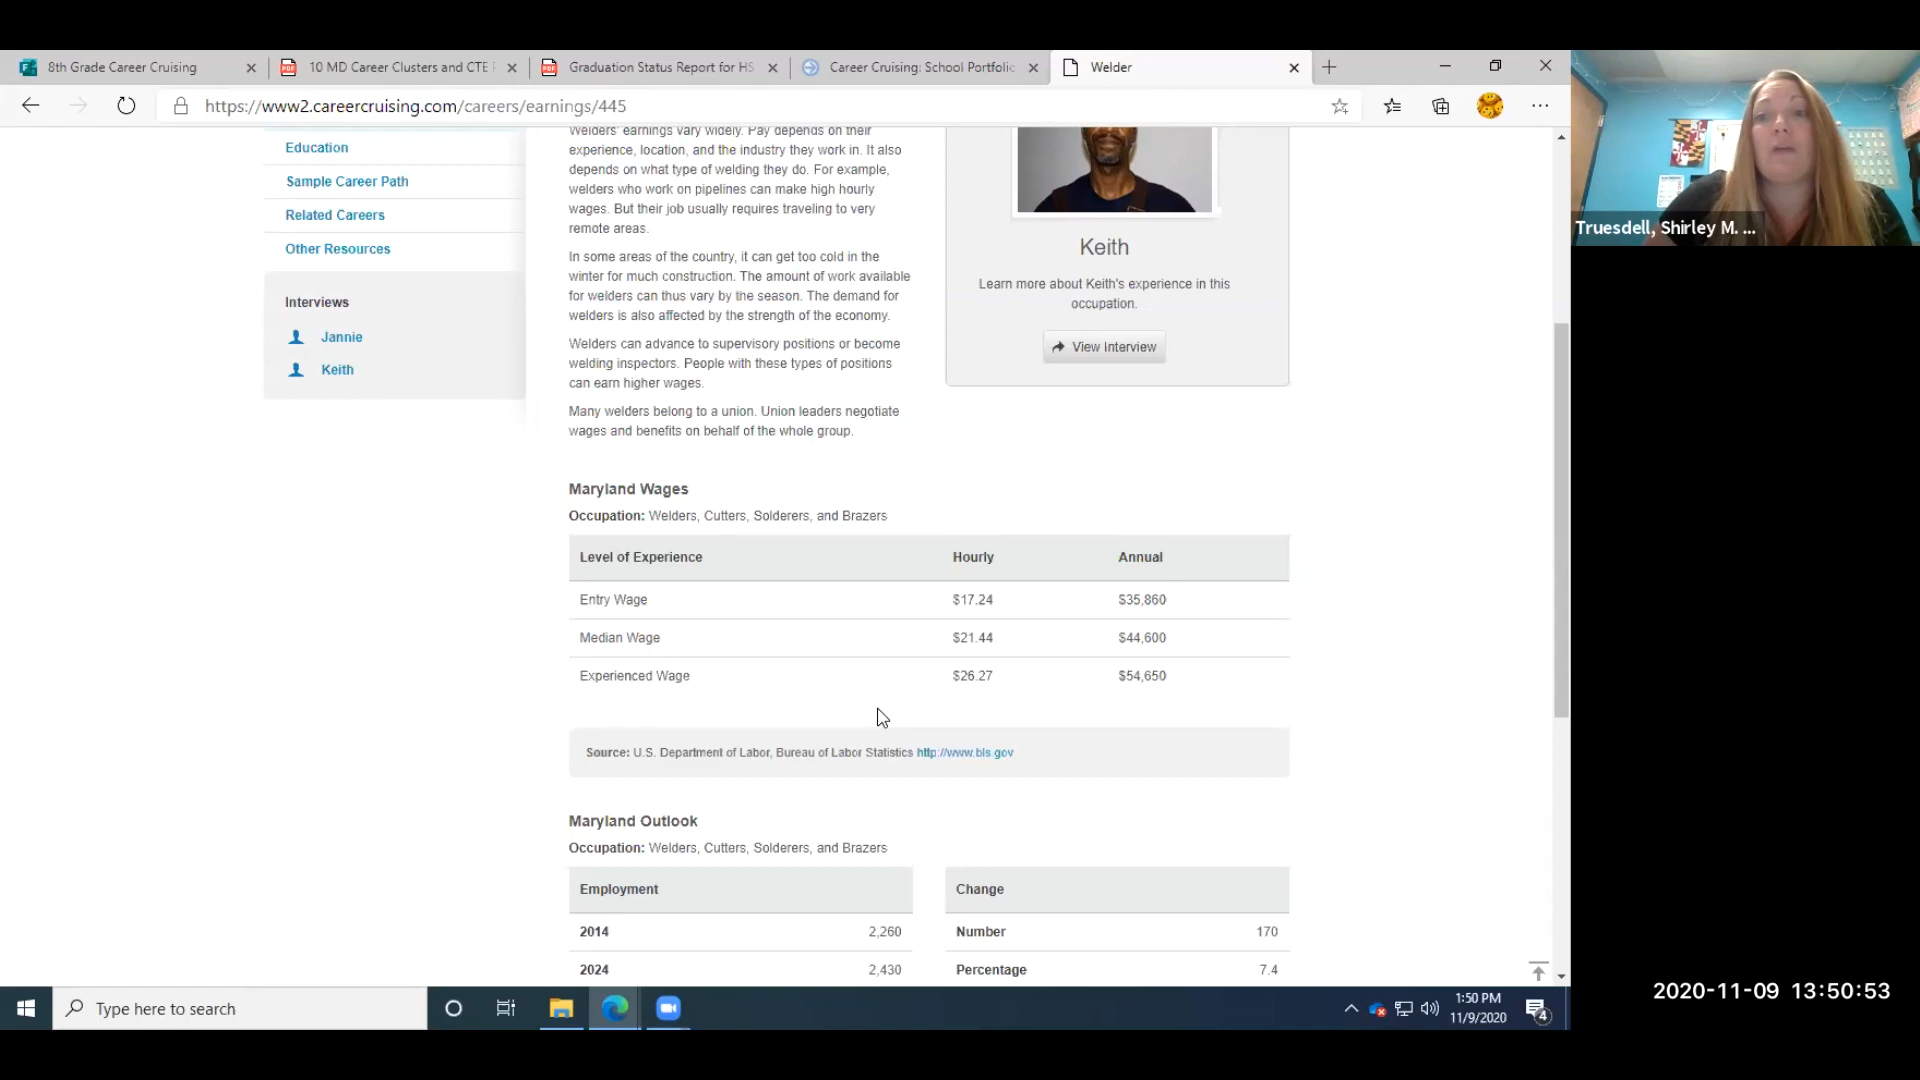 8th Grade Career Cruising
10 MD Career Clusters and CTE
Graduation Status Report for HS
Career Cruising: School Portfolio
Welder
https://www2.careercruising.com/careers/earnings/445
Education
Sample Career Path
Related Careers
Other Resources
Interviews
Jannie
Keith
Welders' earnings vary widely. Pay depends on their
experience, location, and the industry they work in. It also
depends on what type of welding they do. For example,
welders who work on pipelines can make high hourly
wages. But their job usually requires traveling to very
remote areas.
In some areas of the country, it can get too cold in the
winter for much construction. The amount of work available
for welders can thus vary by the season. The demand for
welders is also affected by the strength of the economy.
Welders can advance to supervisory positions or become
welding inspectors. People with these types of positions
can earn higher wages.
Many welders belong to a union. Union leaders negotiate
wages and benefits on behalf of the whole group.
Keith
Learn more about Keith's experience in this
occupation.
View Interview
Maryland Wages
Occupation: Welders, Cutters, Solderers, and Brazers
Level of Experience Hourly Annual
Entry Wage $17.24 $35,860
Median Wage $21.44 $44,600
Experienced Wage $26.27 $54,650
Source: U.S. Department of Labor, Bureau of Labor Statistics http://www.bls.gov
Maryland Outlook
Occupation: Welders, Cutters, Solderers, and Brazers
Employment
2014 2,260
2024 2,430
Change
Number 170
Percentage 7.4
Truesdell, Shirley M. ...
Type here to search
1:50 PM
11/9/2020
4
2020-11-09 13:50:53